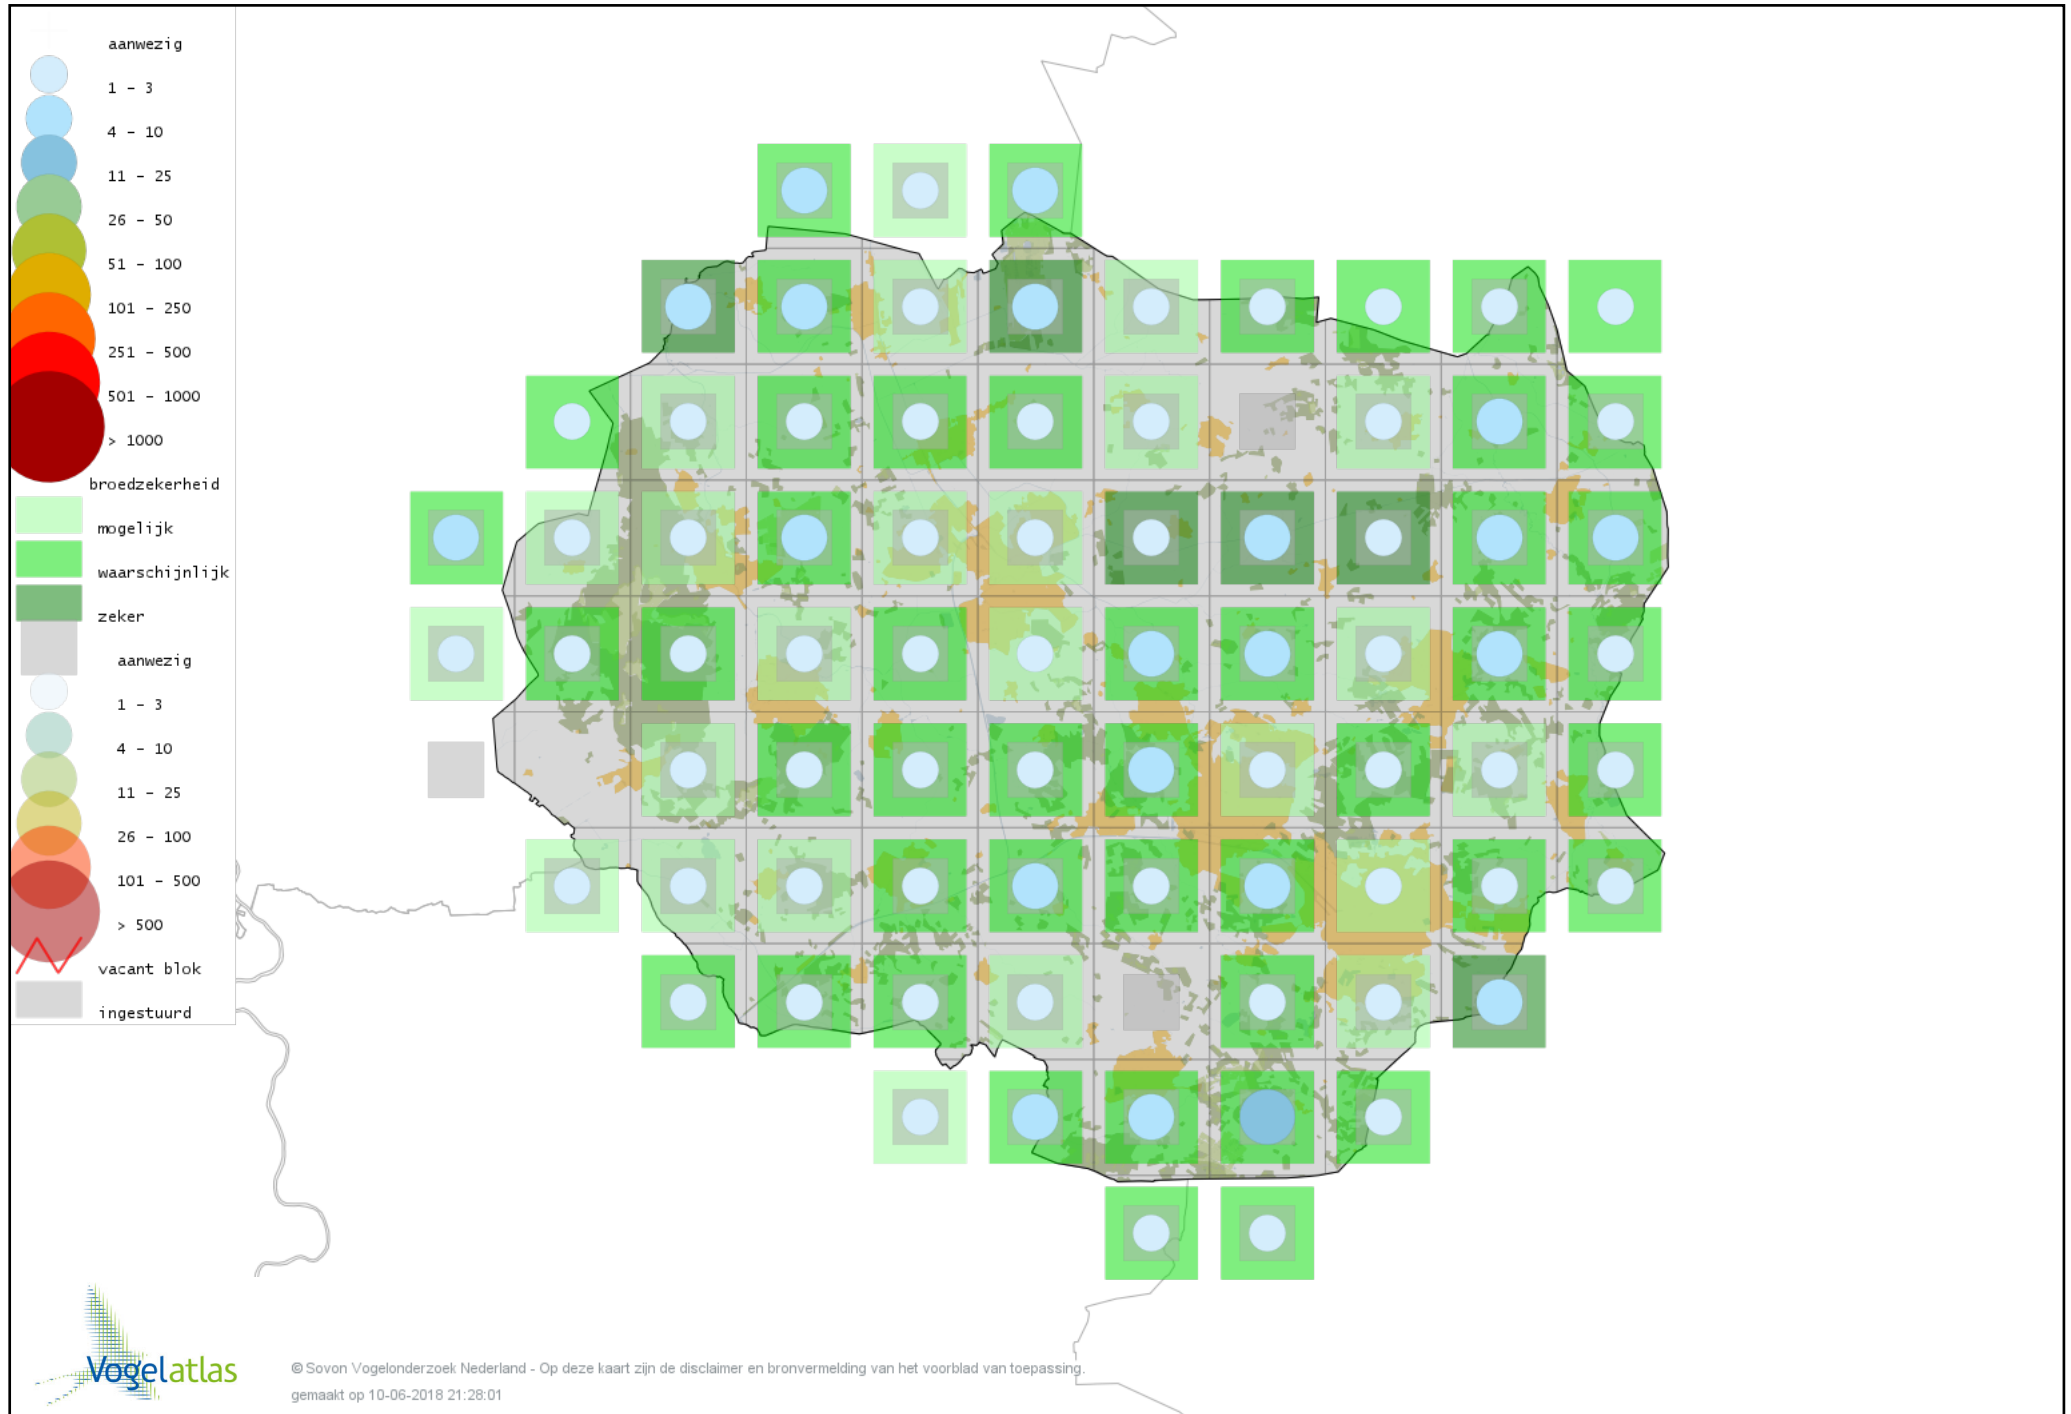 aanwezig
1 - 3
4 - 10
11 - 25
26 - 50
51 - 100
101 - 250
251 - 500
501 - 1000
> 1000
broedzekerheid
mogelijk
waarschijnlijk
zeker
aanwezig
1 - 3
4 - 10
11 - 25
26 - 100
101 - 500
> 500
vacant blok
ingestuurd
Vogelatlas
© Sovon Vogelonderzoek Nederland - Op deze kaart zijn de disclaimer en bronvermelding van het voorblad van toepassing.
gemaakt op 10-06-2018 21:28:01